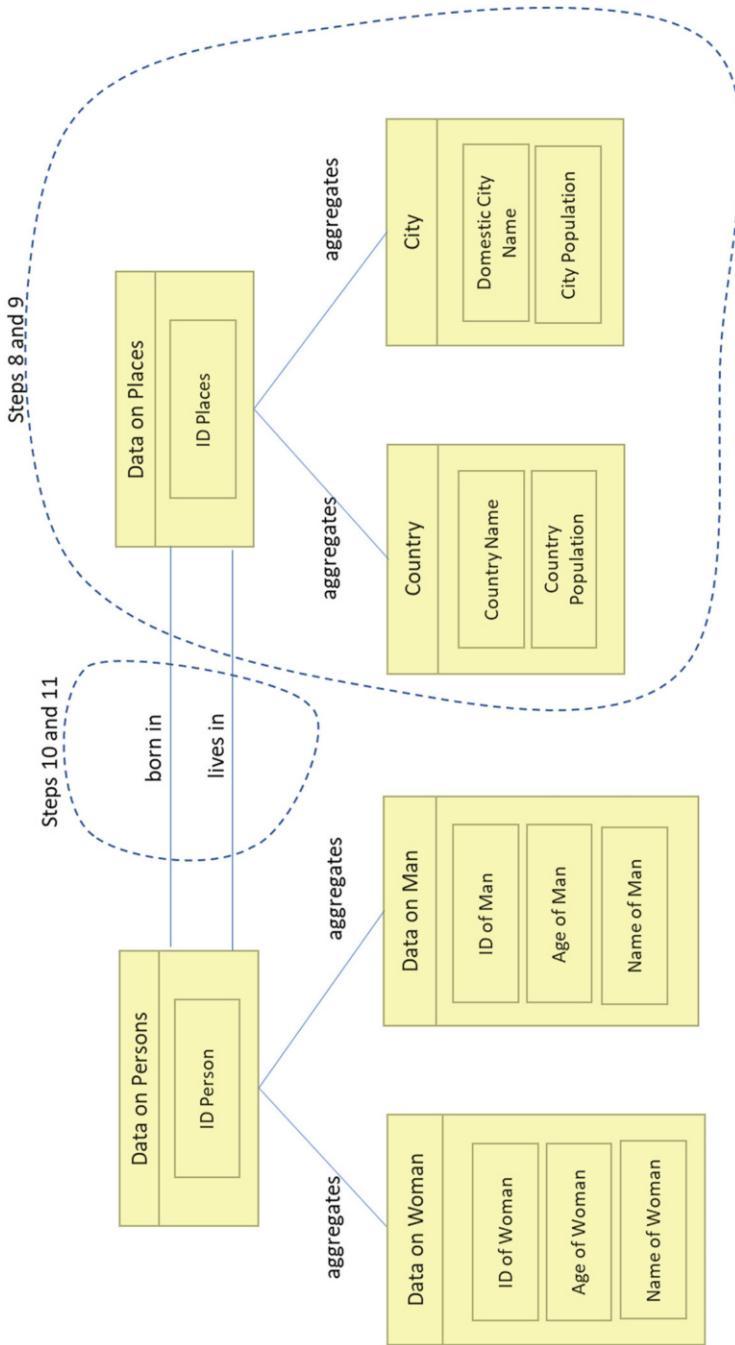 Steps 8 and 9
Steps 10 and 11
Data on Persons
ID Person
born in
lives in
Data on Places
ID Places
aggregates
aggregates
aggregates
aggregates
Data on Woman
ID of Woman
Age of Woman
Name of Woman
Data on Man
ID of Man
Age of Man
Name of Man
Country
Country Name
Country
Population
City
Domestic City
Name
City Population